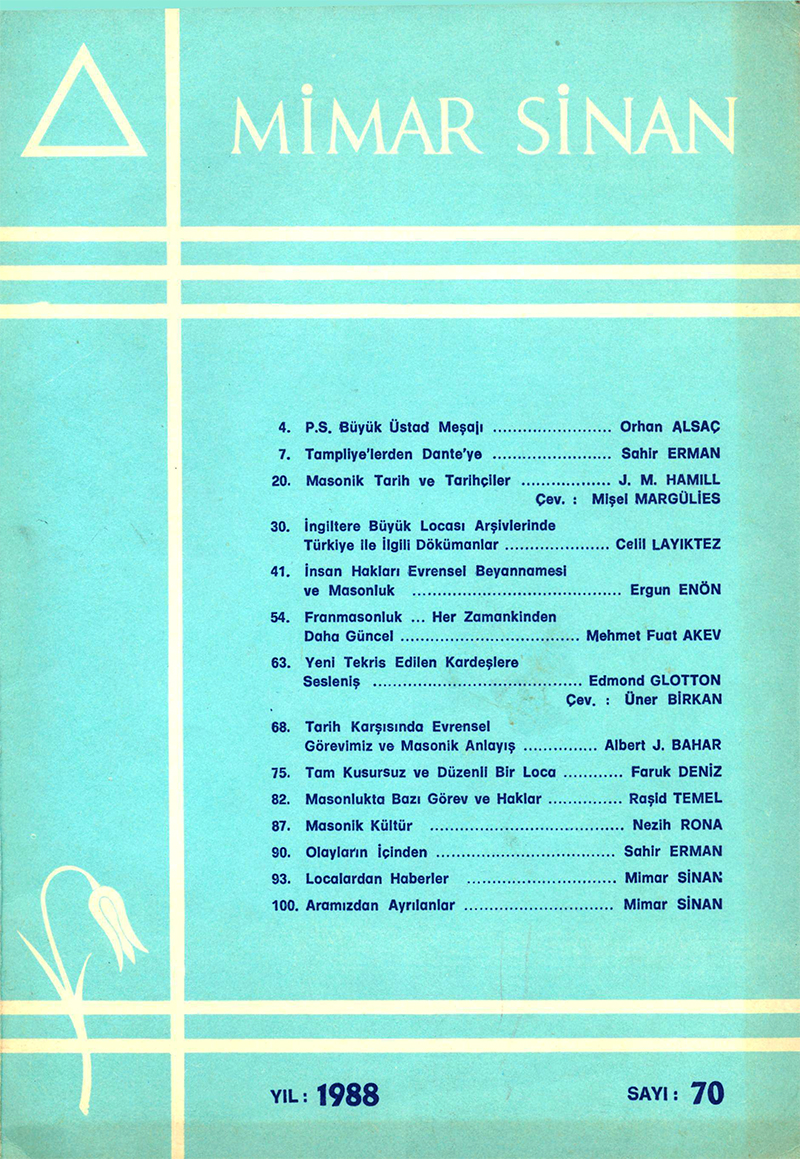 MİMAR SİNAN
4. P.S. Büyük Üstad Meşajı ........................ Orhan ALSAÇ
7. Tampliye'lerden Dante'ye ........................ Sahir ERMAN
20. Masonik Tarih ve Tarihçiler .................. J. M. HAMILL
Çev. : Mişel MARGÜLİES
30. İngiltere Büyük Locası Arşivlerinde
Türkiye ile İlgili Dökümanlar ..................... Celil LAYIKTEZ
41. İnsan Hakları Evrensel Beyannamesi
ve Masonluk .......................................... Ergun ENÖN
54. Franmasonluk ... Her Zamankinden
Daha Güncel .................................... Mehmet Fuat AKEV
63. Yeni Tekris Edilen Kardeşlere
Sesleniş .......................................... Edmond GLOTTON
Çev. : Üner BİRKAN
68. Tarih Karşısında Evrensel
Görevimiz ve Masonik Anlayış ............... Albert J. BAHAR
75. Tam Kusursuz ve Düzenli Bir Loca ............ Faruk DENİZ
82. Masonlukta Bazı Görev ve Haklar ............... Raşid TEMEL
87. Masonik Kültür ....................................... Nezih RONA
90. Olayların İçinden .................................... Sahir ERMAN
93. Localardan Haberler .............................. Mimar SİNAN
100. Aramızdan Ayrılanlar .............................. Mimar SİNAN
YIL : 1988 SAYI : 70